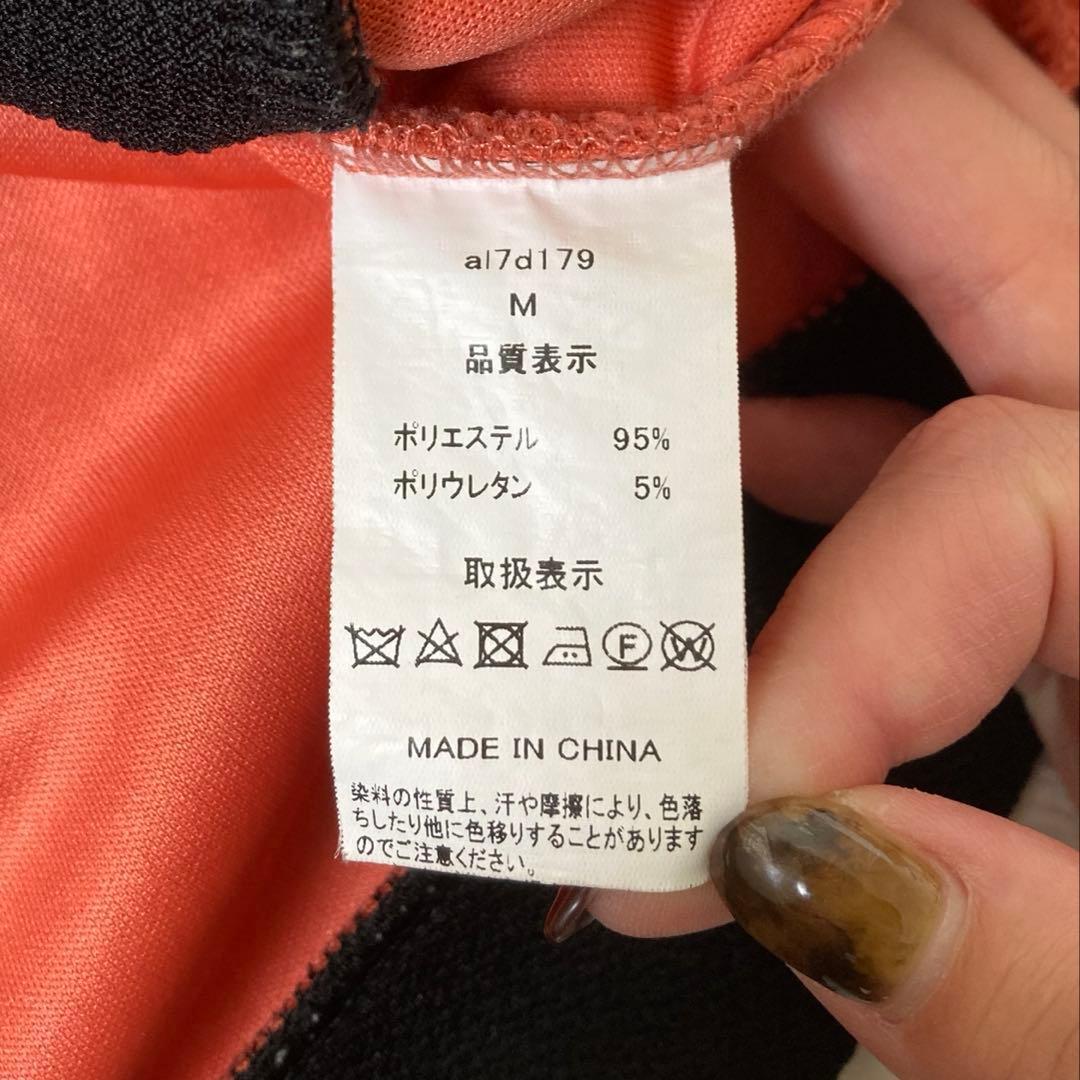 al7d179
M
品質表示
ポリエステル 95%
ポリウレタン 5%
取扱表示
F W
MADE IN CHINA
染料の性質上、汗や摩擦により、色落
ちしたり他に色移りすることがあります
のでご注意ください。